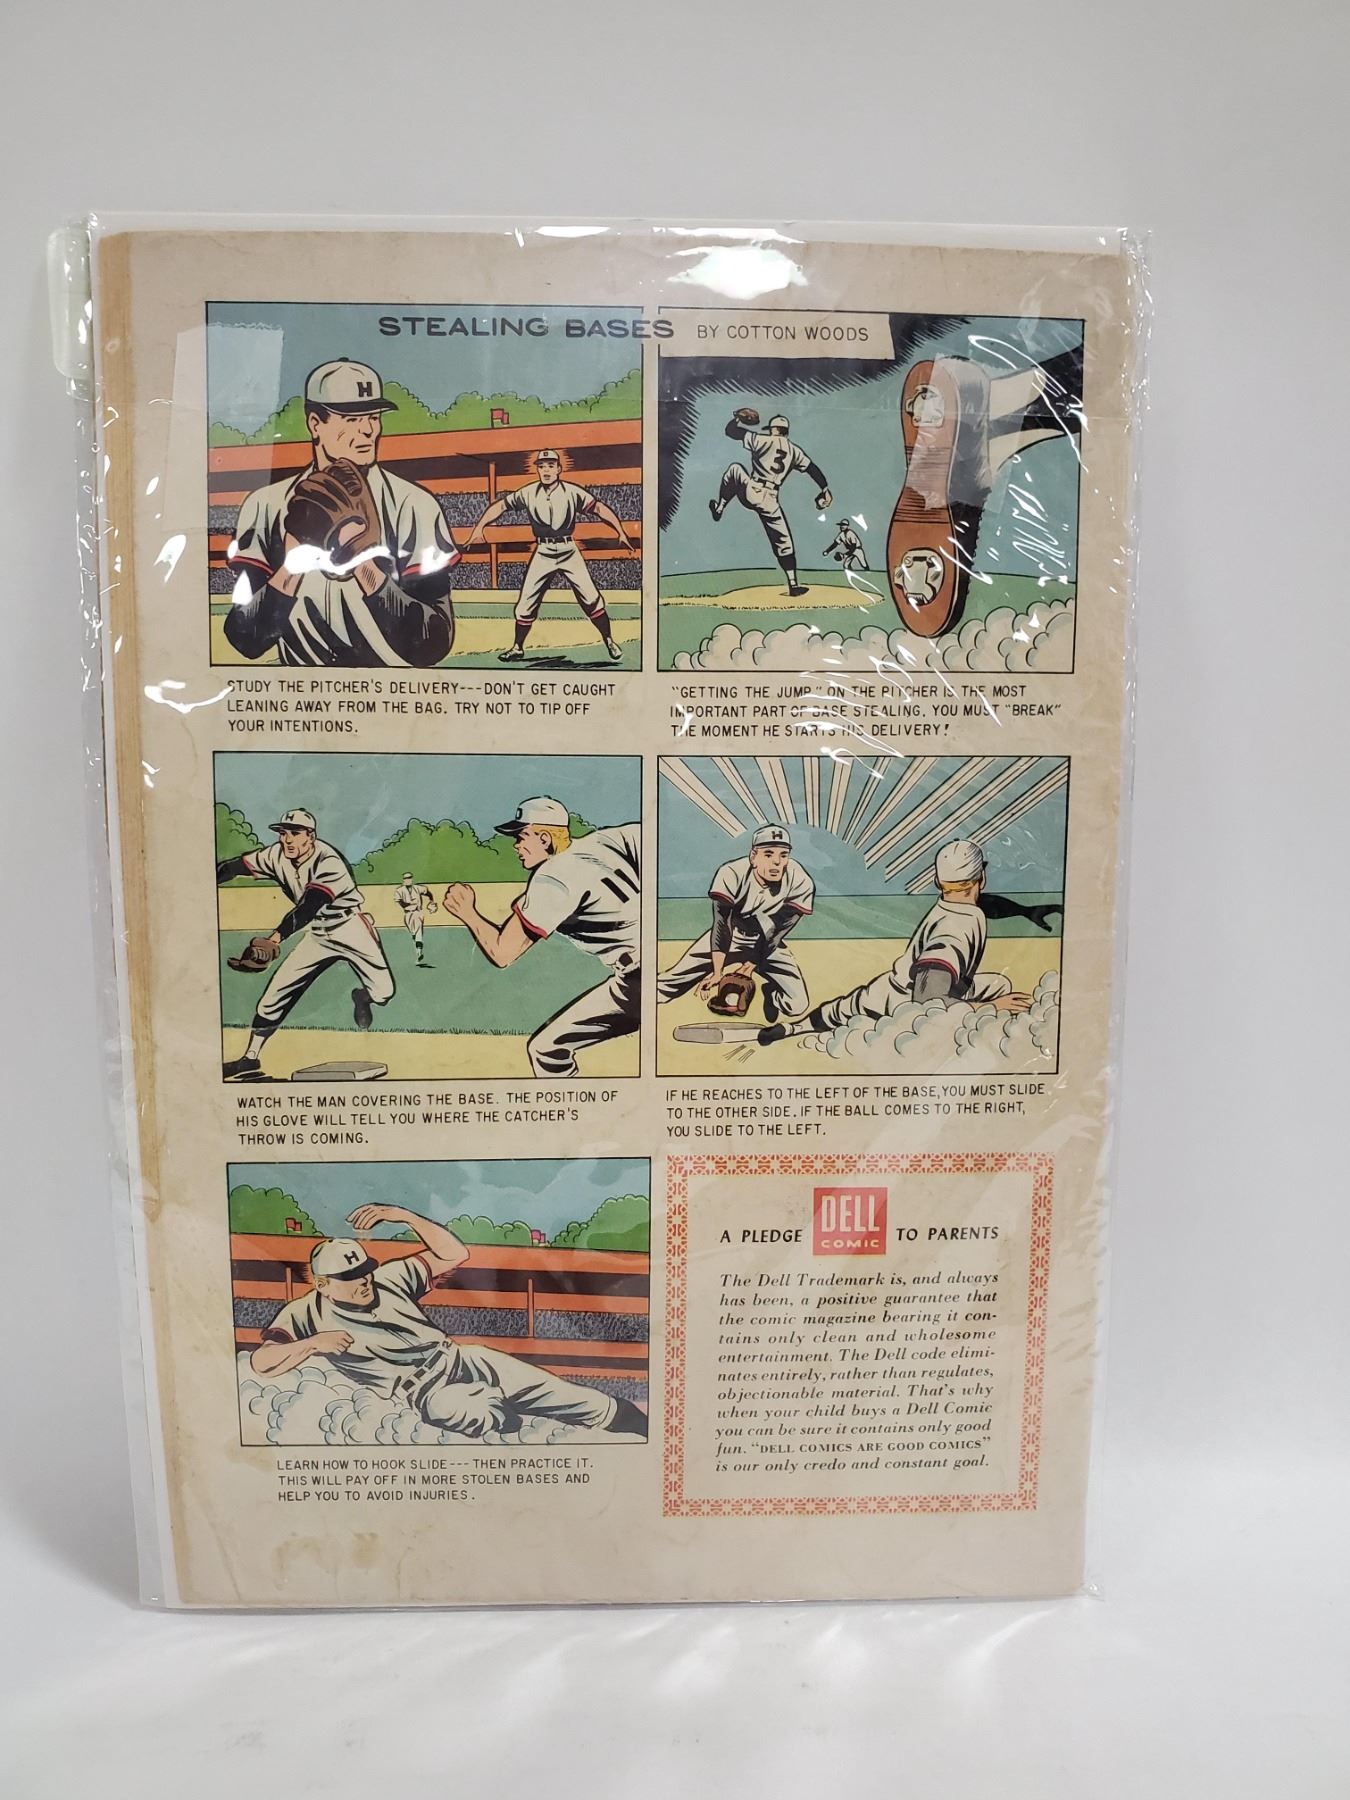 STEALING BASES BY COTTON WOODS
H
B
3
STUDY THE PITCHER'S DELIVERY---DON'T GET CAUGHT
LEANING AWAY FROM THE BAG. TRY NOT TO TIP OFF
YOUR INTENTIONS.
"GETTING THE JUMP" ON THE PITCHER IS THE MOST
IMPORTANT PART OF BASE STEALING. YOU MUST "BREAK"
THE MOMENT HE STARTS HIS DELIVERY!
H
11
H
WATCH THE MAN COVERING THE BASE. THE POSITION OF
HIS GLOVE WILL TELL YOU WHERE THE CATCHER'S
THROW IS COMING.
IF HE REACHES TO THE LEFT OF THE BASE, YOU MUST SLIDE
TO THE OTHER SIDE. IF THE BALL COMES TO THE RIGHT,
YOU SLIDE TO THE LEFT.
H
LEARN HOW TO HOOK SLIDE---THEN PRACTICE IT.
THIS WILL PAY OFF IN MORE STOLEN BASES AND
HELP YOU TO AVOID INJURIES.
A PLEDGE DELL COMIC TO PARENTS
The Dell Trademark is, and always
has been, a positive guarantee that
the comic magazine bearing it con-
tains only clean and wholesome
entertainment. The Dell code elimi-
nates entirely, rather than regulates,
objectionable material. That's why
when your child buys a Dell Comic
you can be sure it contains only good
fun. "DELL COMICS ARE GOOD COMICS"
is our only credo and constant goal.